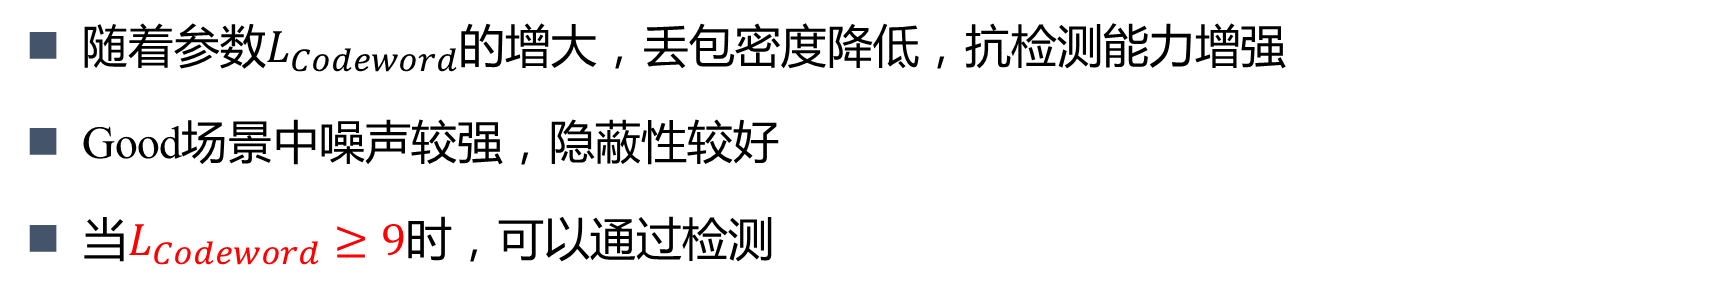 ■ 随着参数L_Codeword的增大，丢包密度降低，抗检测能力增强
■ Good场景中噪声较强，隐蔽性较好
■ 当L_Codeword ≥ 9时，可以通过检测